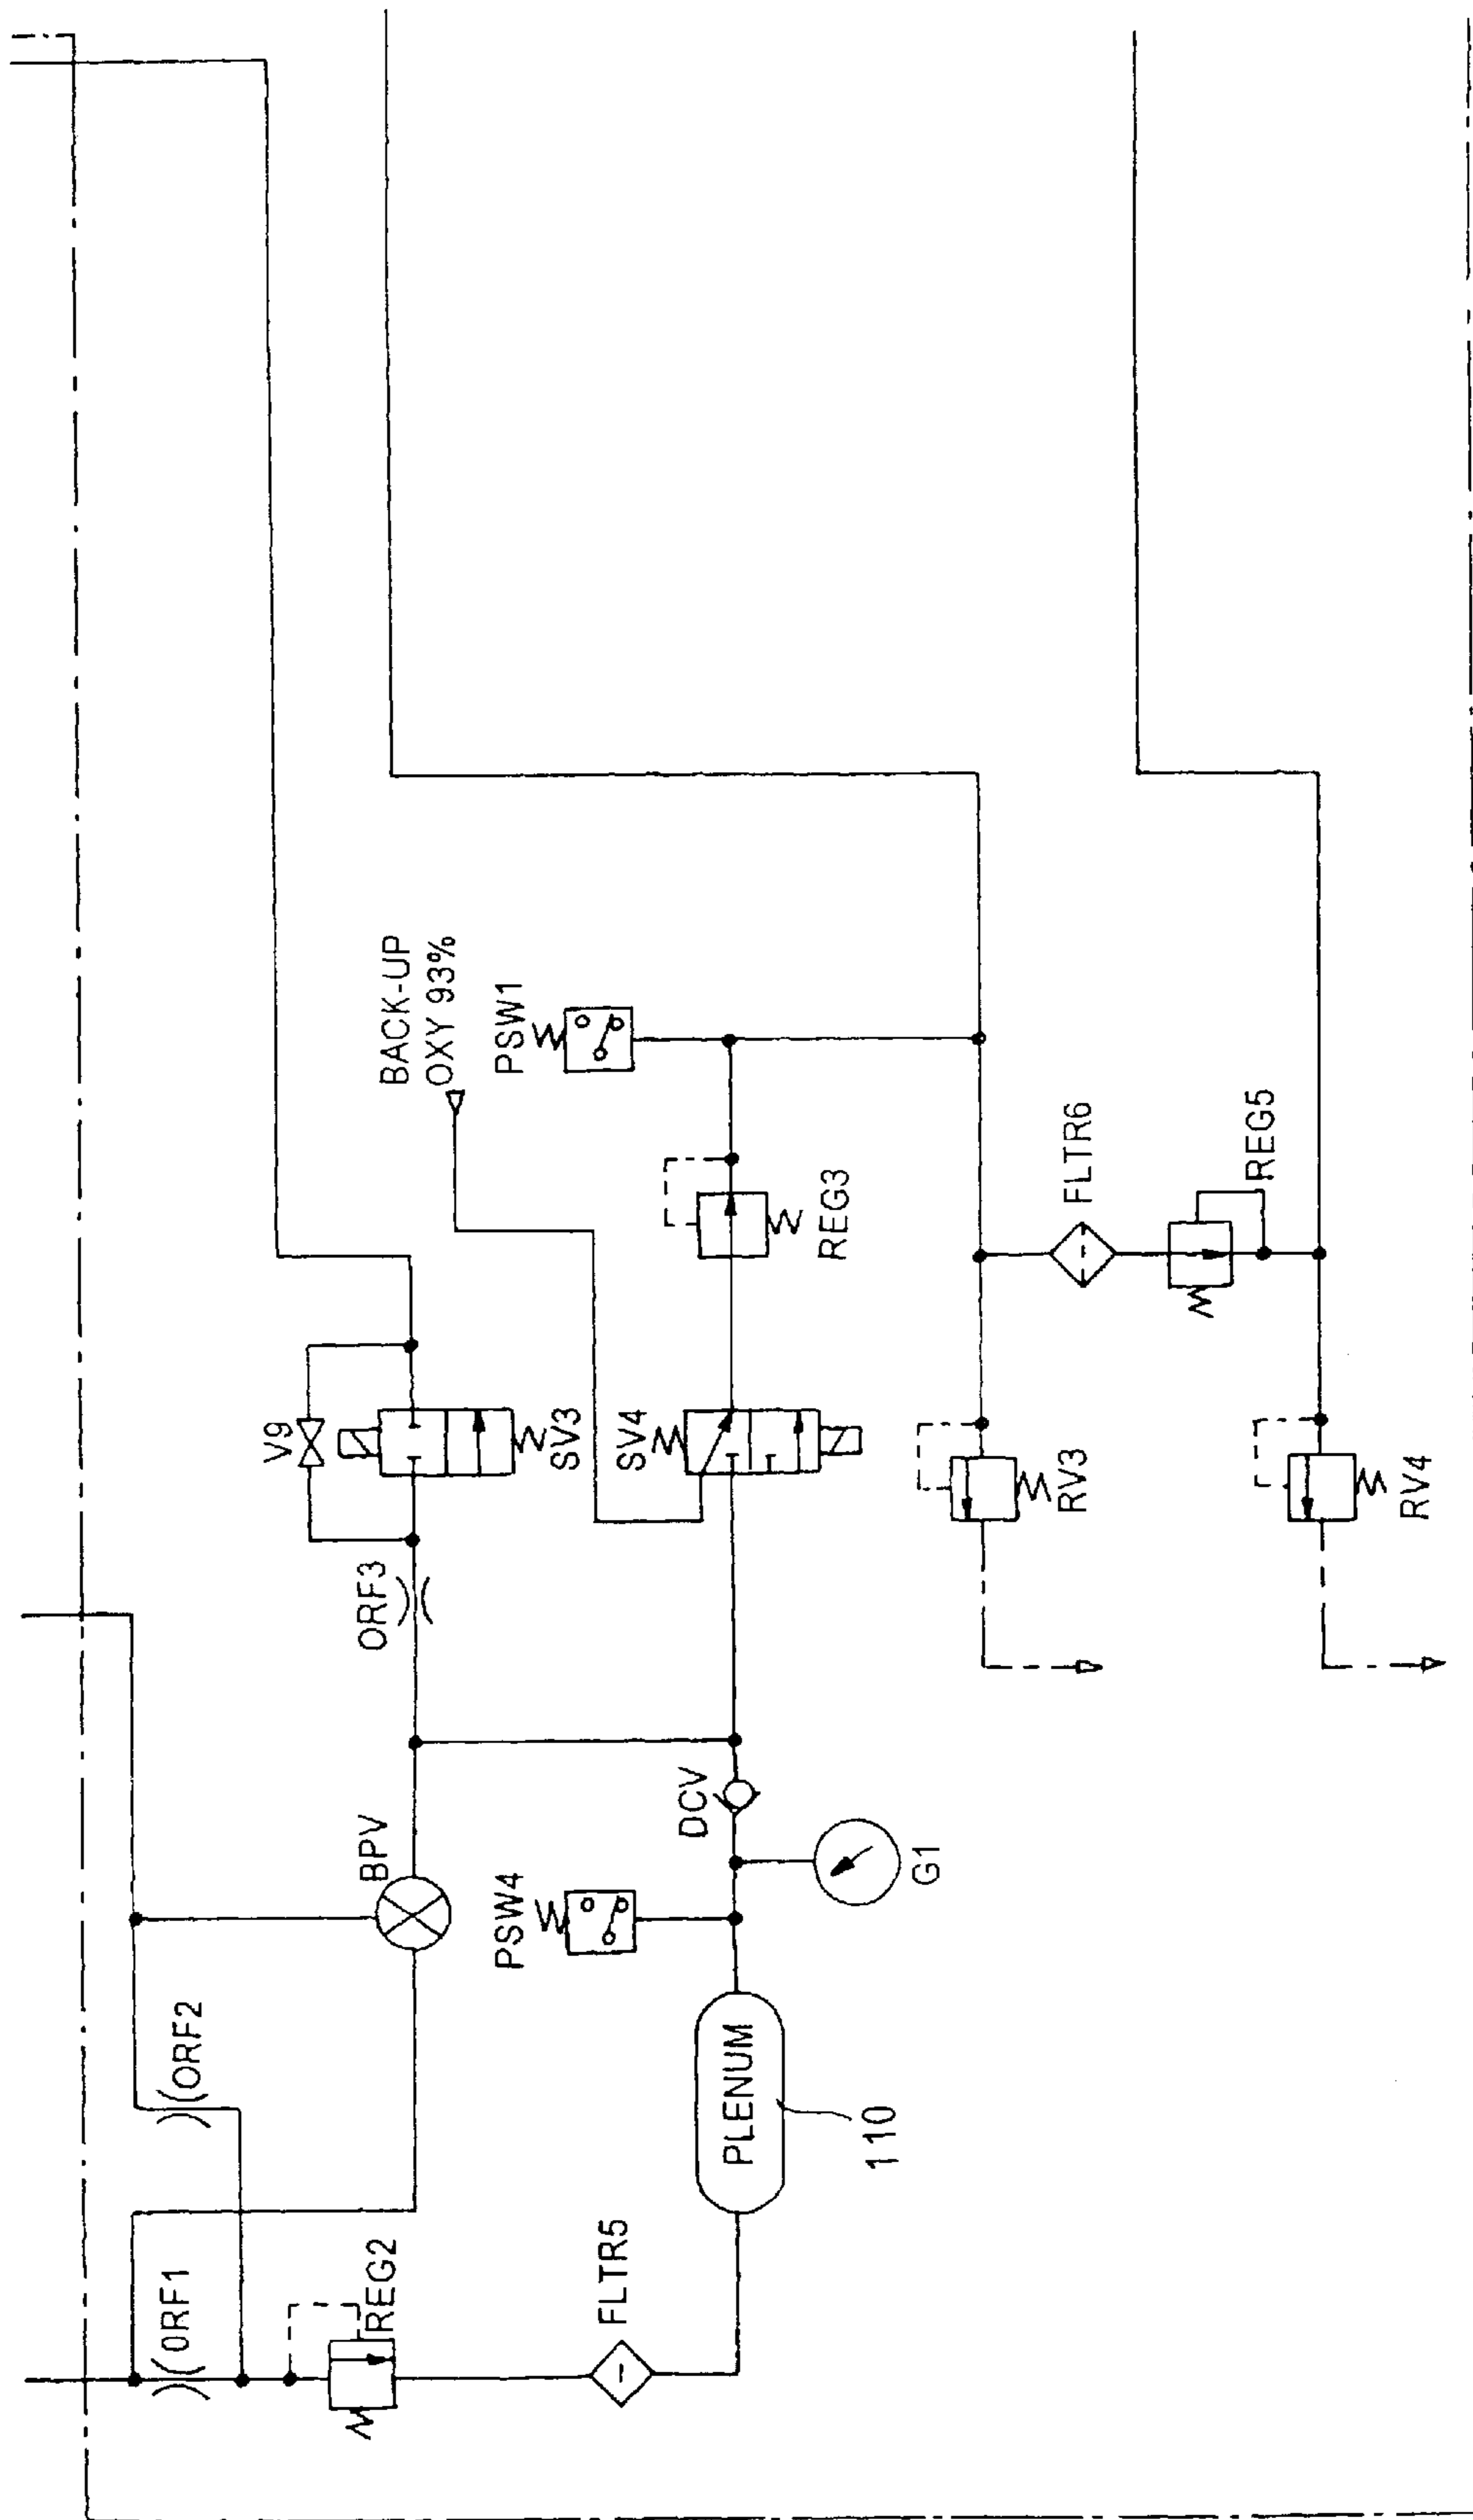 ORF1
ORF2
REG2
FLTR5
PLENUM
110
PSW4
G1
BPV
DCV
ORF3
V9
SV3
SV4
BACK-UP
OXY 93%
PSW1
REG3
RV3
FLTR6
REG5
RV4